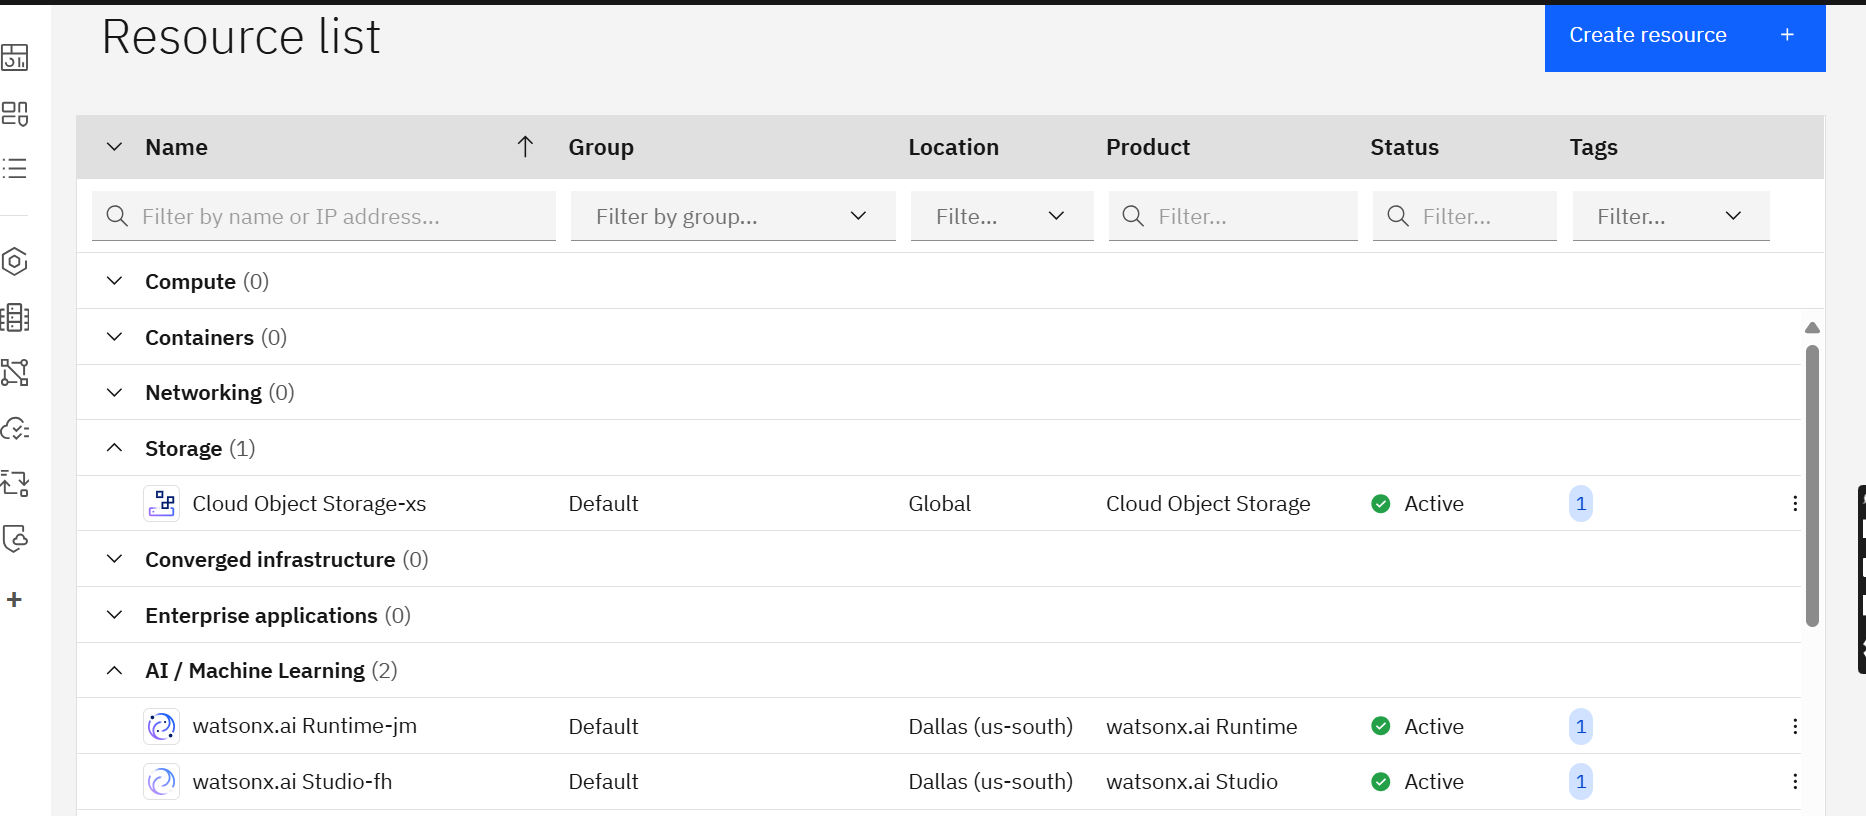 Resource list
Create resource +
Name Group Location Product Status Tags
Filter by name or IP address... Filter by group... Filte... Filter... Filter... Filter...
Compute (0)
Containers (0)
Networking (0)
Storage (1)
Cloud Object Storage-xs Default Global Cloud Object Storage Active 1
Converged infrastructure (0)
Enterprise applications (0)
AI / Machine Learning (2)
watsonx.ai Runtime-jm Default Dallas (us-south) watsonx.ai Runtime Active 1
watsonx.ai Studio-fh Default Dallas (us-south) watsonx.ai Studio Active 1